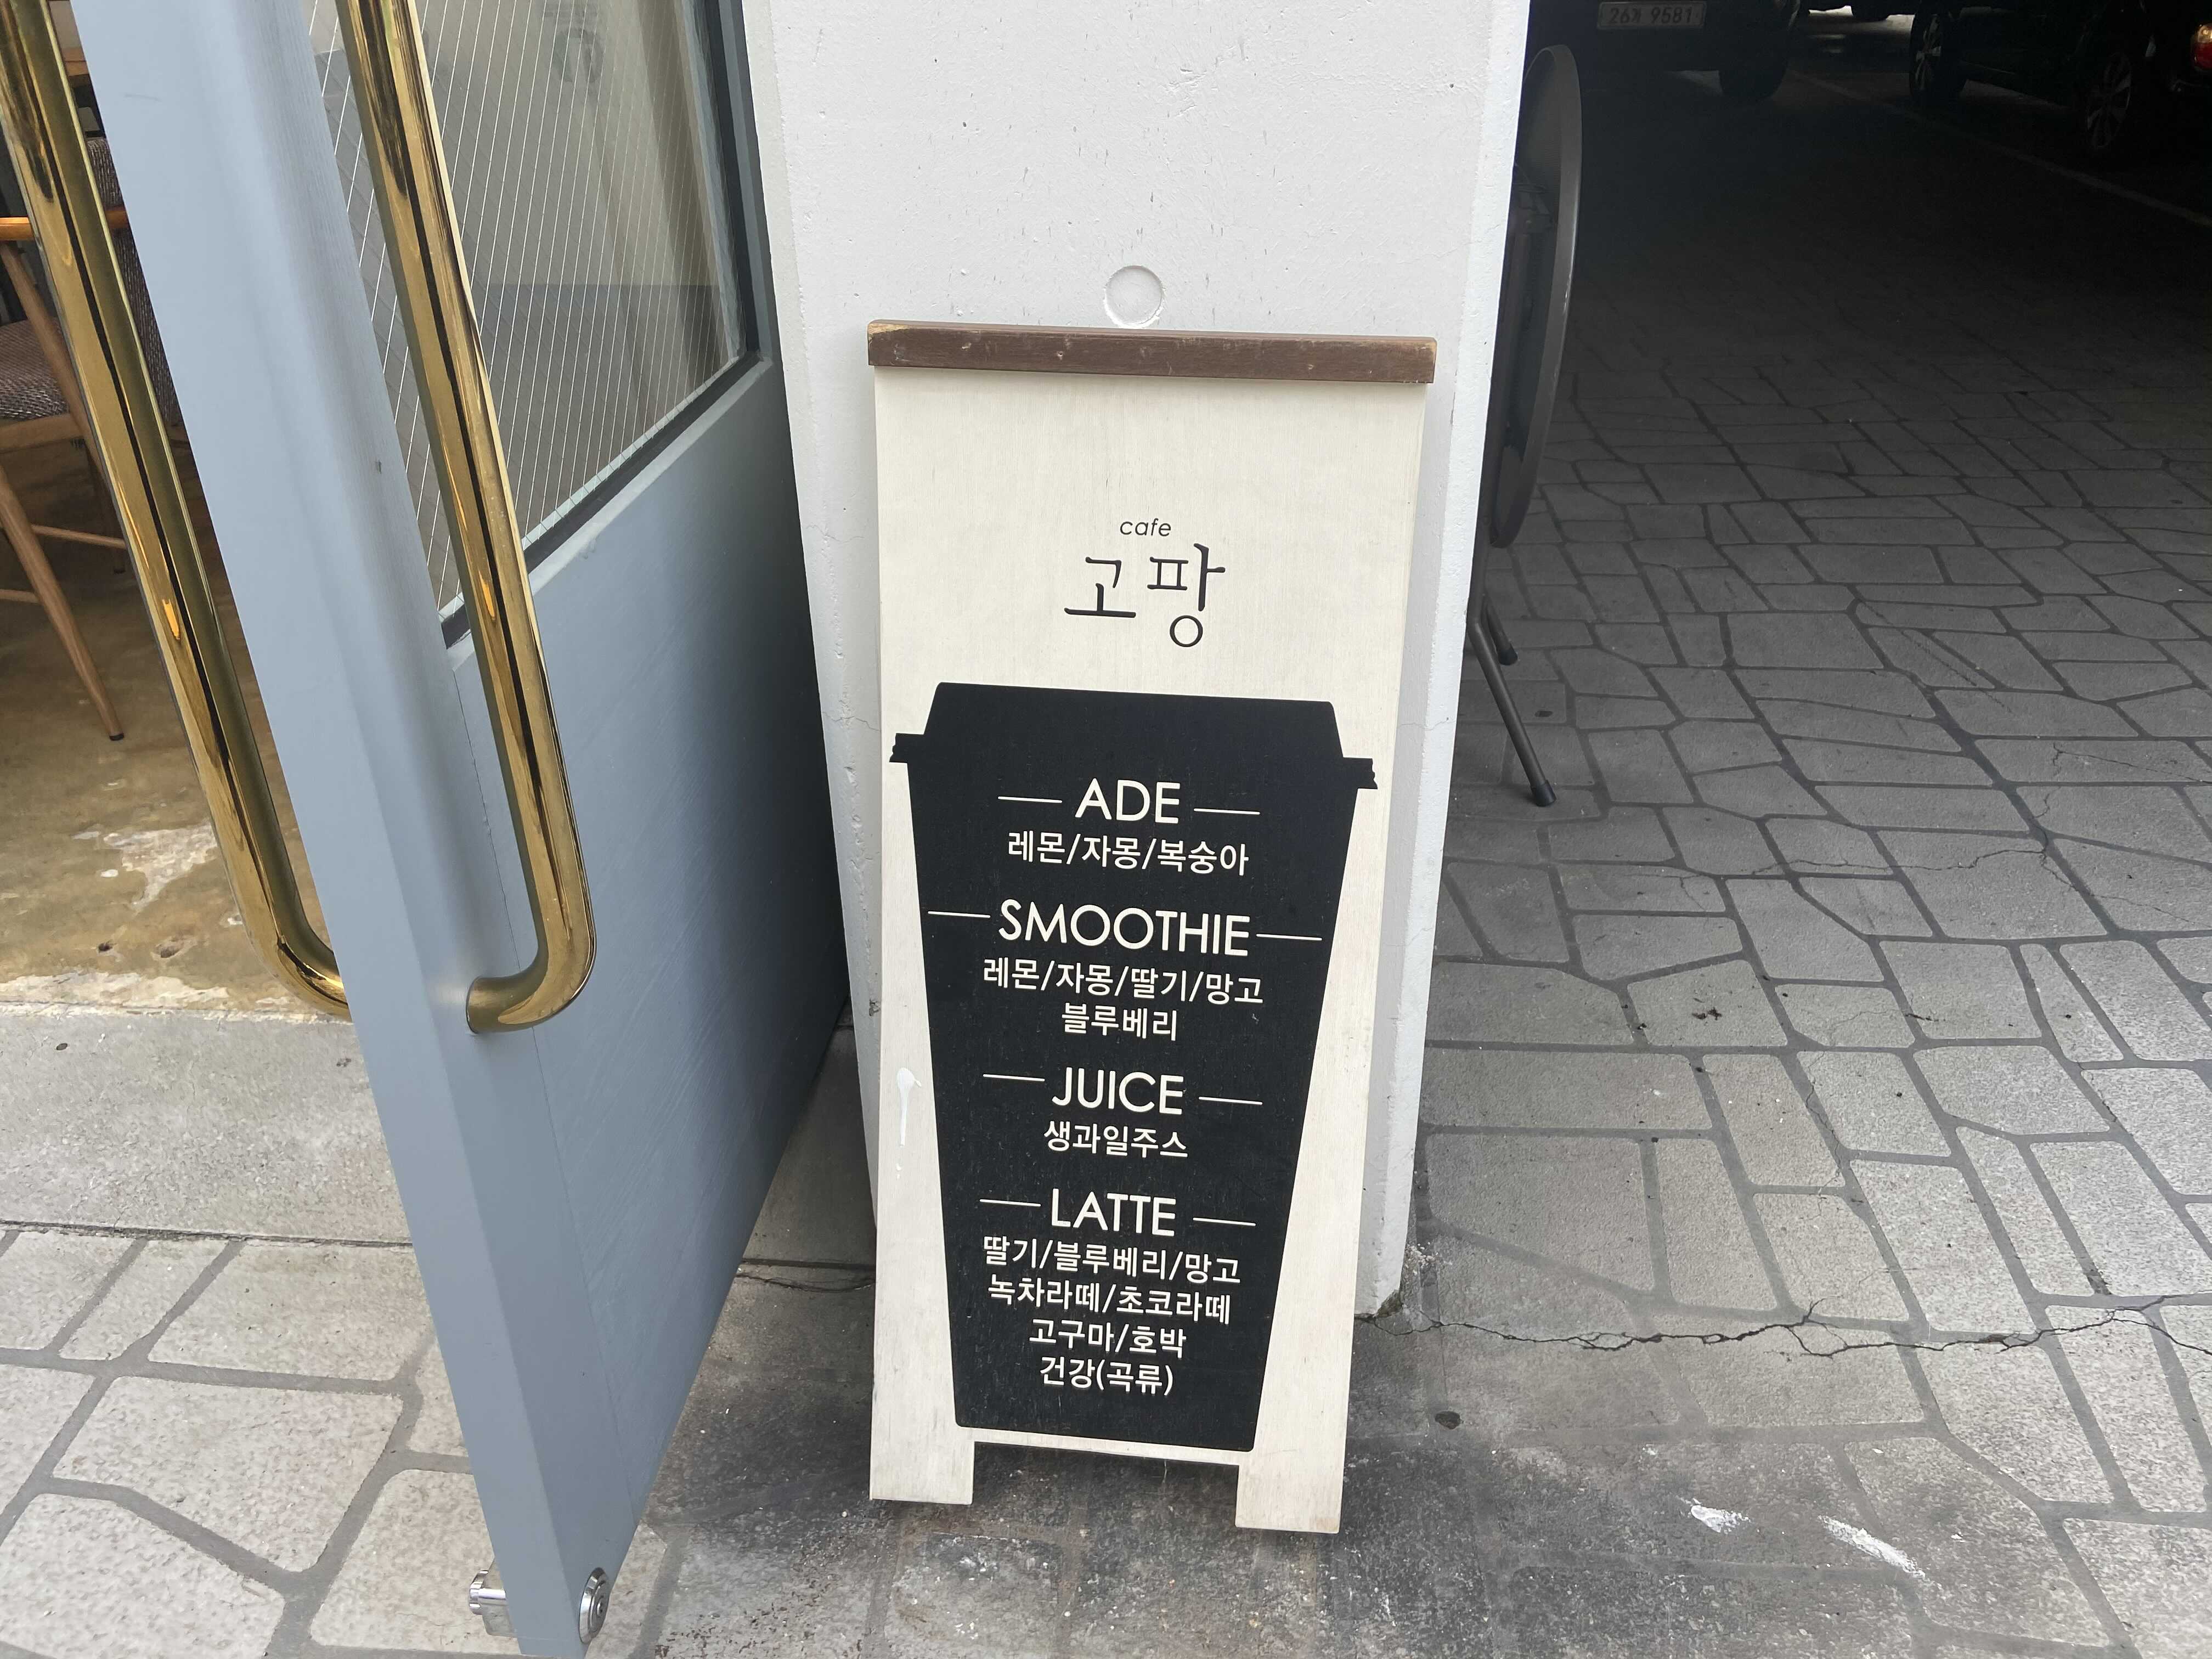 cafe
고팡
ADE
레몬/자몽/복숭아
SMOOTHIE
레몬/자몽/딸기/망고
블루베리
JUICE
생과일주스
LATTE
딸기/블루베리/망고
녹차라떼/초코라떼
고구마/호박
건강(곡류)